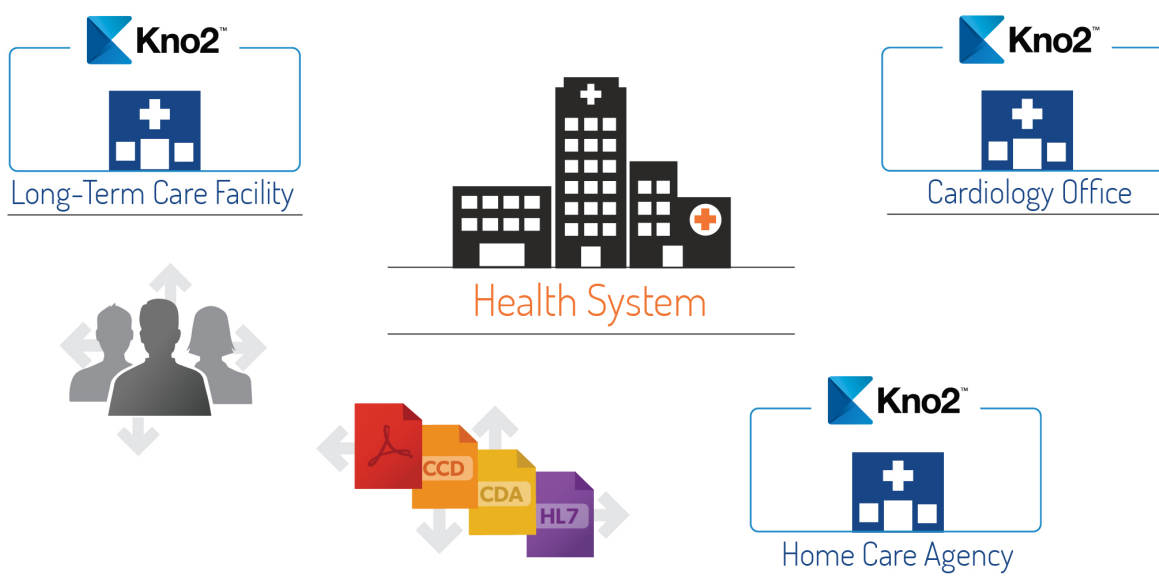 Kno2™
Kno2™
Long-Term Care Facility
Cardiology Office
Health System
Kno2™
CCD
CDA
HL7
Home Care Agency